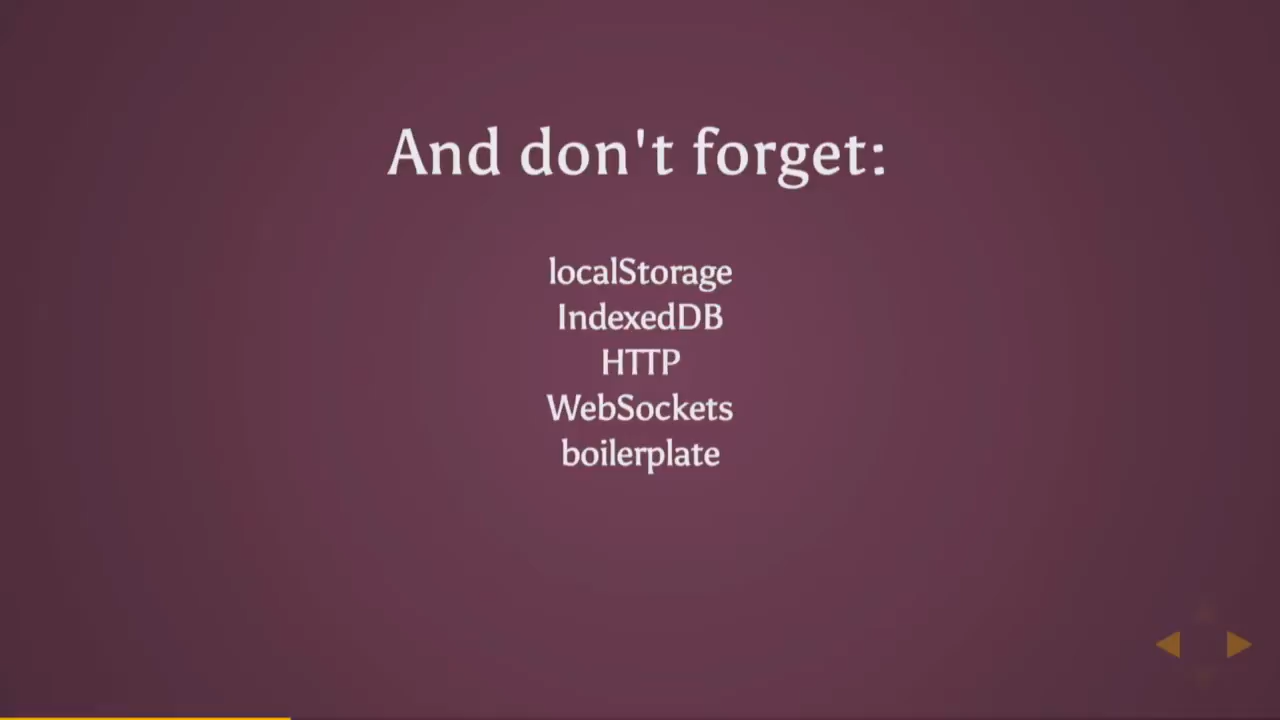 And don't forget:
localStorage
IndexedDB
HTTP
WebSockets
boilerplate